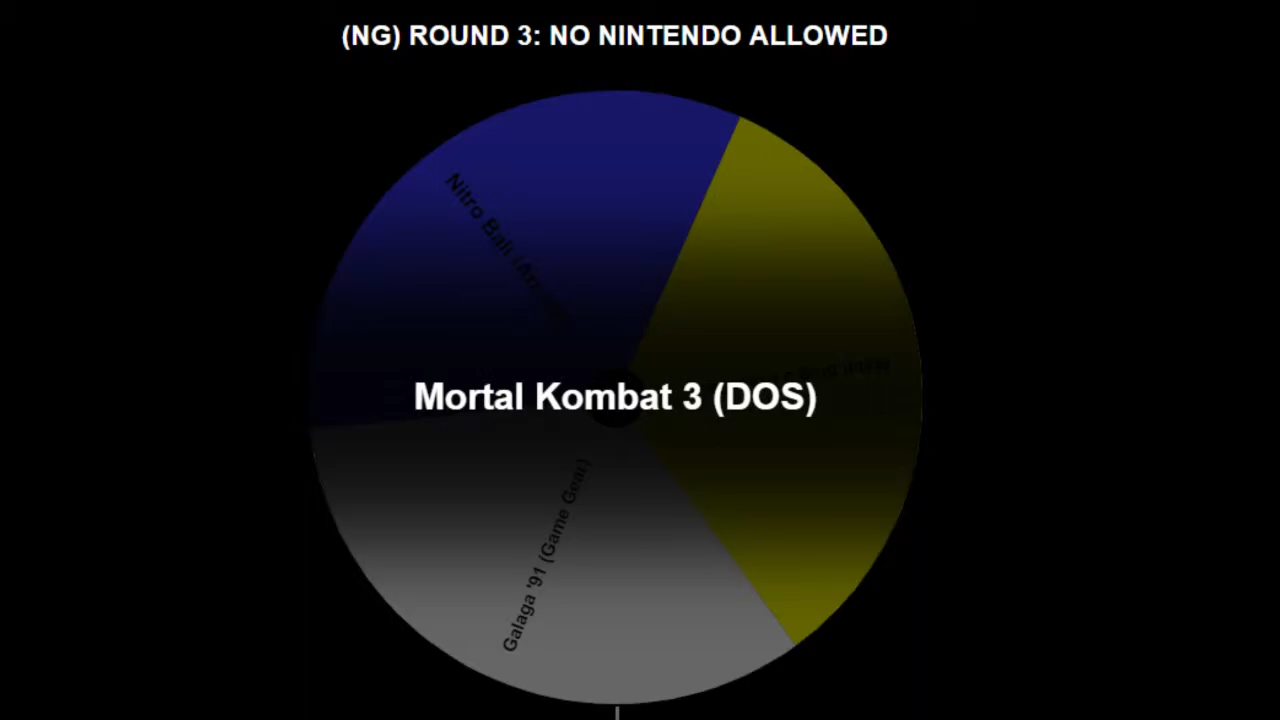 (NG) ROUND 3: NO NINTENDO ALLOWED
Nitro Ball
Mortal Kombat 3 (DOS)
Galaga '91 (Game Gear)